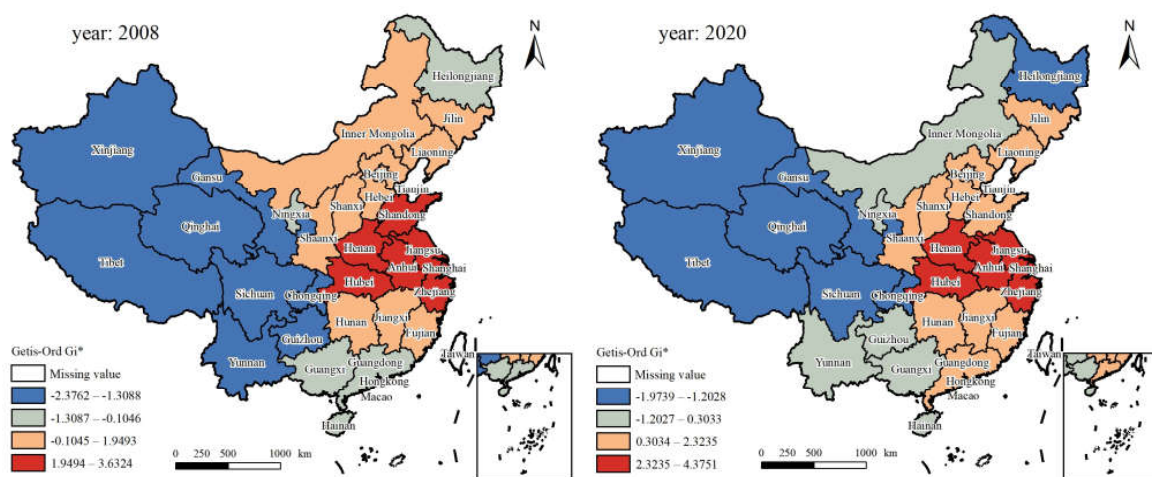 year: 2008
N
Heilongjiang
Jilin
Inner Mongolia
Liaoning
Xinjiang
Beijing
Gansu
Tianjin
Hebei
Ningxia
Shanxi
Shandong
Qinghai
Shaanxi
Henan
Jiangsu
Tibet
Anhui
Shanghai
Hubei
Sichuan
Chongqing
Zhejiang
Hunan
Jiangxi
Guizhou
Fujian
Yunnan
Taiwan
Guangdong
Guangxi
Hongkong
Macao
Hainan
Getis-Ord Gi*
Missing value
-2.3762 – -1.3088
-1.3087 – -0.1046
-0.1045 – 1.9493
1.9494 – 3.6324
0 250 500 1000 km
year: 2020
N
Heilongjiang
Jilin
Inner Mongolia
Liaoning
Xinjiang
Beijing
Gansu
Tianjin
Hebei
Ningxia
Shanxi
Shandong
Qinghai
Shaanxi
Henan
Jiangsu
Tibet
Anhui
Shanghai
Hubei
Sichuan
Chongqing
Zhejiang
Hunan
Jiangxi
Guizhou
Fujian
Yunnan
Taiwan
Guangdong
Guangxi
Hongkong
Macao
Hainan
Getis-Ord Gi*
Missing value
-1.9739 – -1.2028
-1.2027 – 0.3033
0.3034 – 2.3235
2.3235 – 4.3751
0 250 500 1000 km